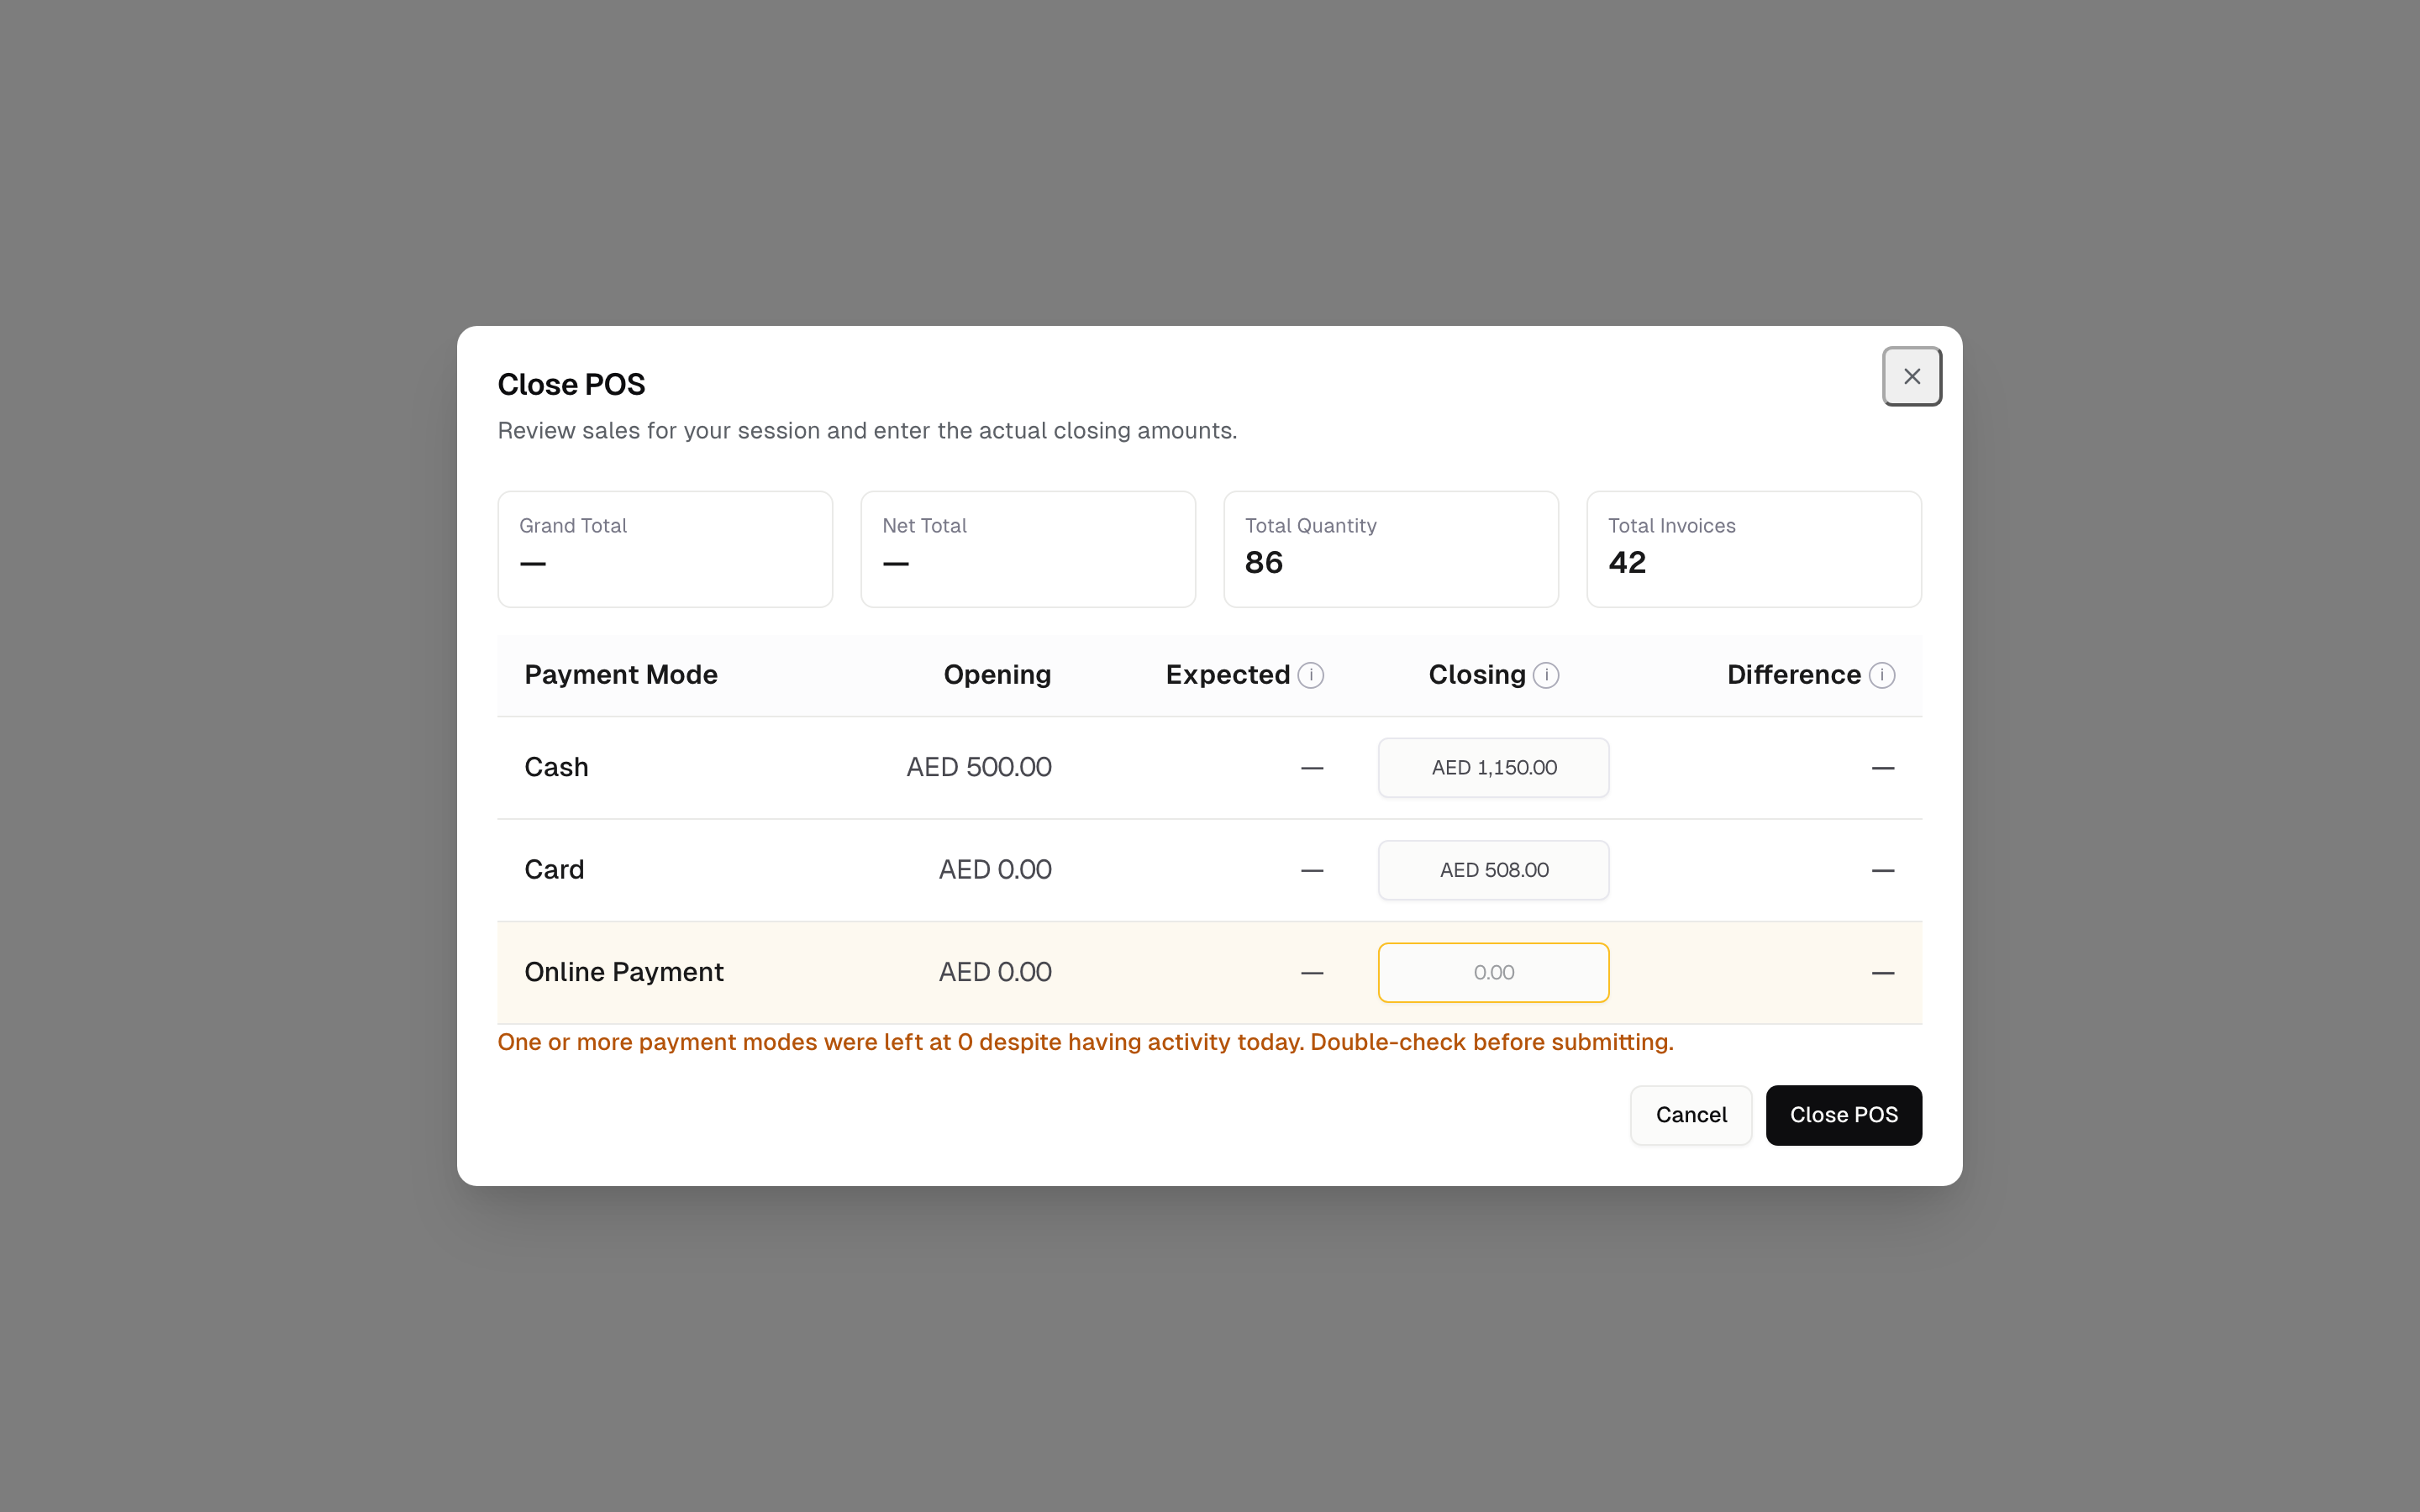 Close POS
Review sales for your session and enter the actual closing amounts.
Grand Total
—
Net Total
—
Total Quantity
86
Total Invoices
42
Payment Mode Opening Expected i Closing i Difference i
Cash AED 500.00 — AED 1,150.00 —
Card AED 0.00 — AED 508.00 —
Online Payment AED 0.00 — 0.00 —
One or more payment modes were left at 0 despite having activity today. Double-check before submitting.
Cancel Close POS